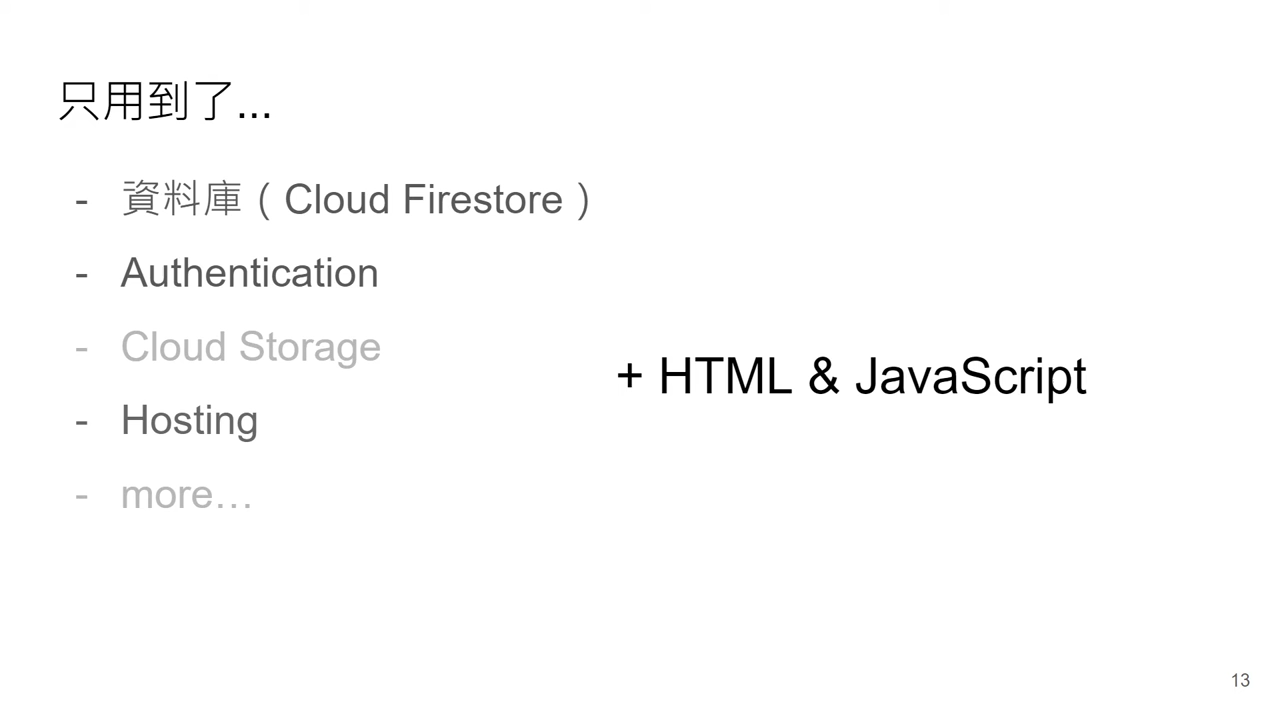 只用到了...
- 資料庫（Cloud Firestore）
- Authentication
- Cloud Storage
- Hosting
- more…
+ HTML & JavaScript
13